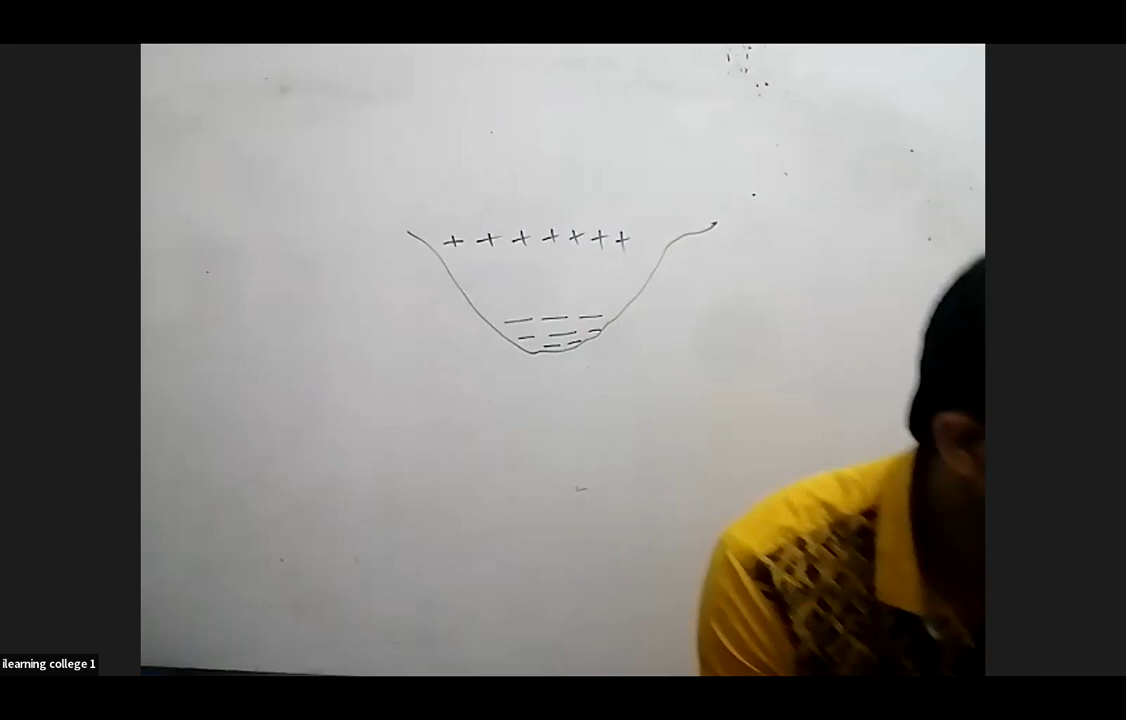 + + + + + + +
— — —
— — —
— —
ilearning college 1